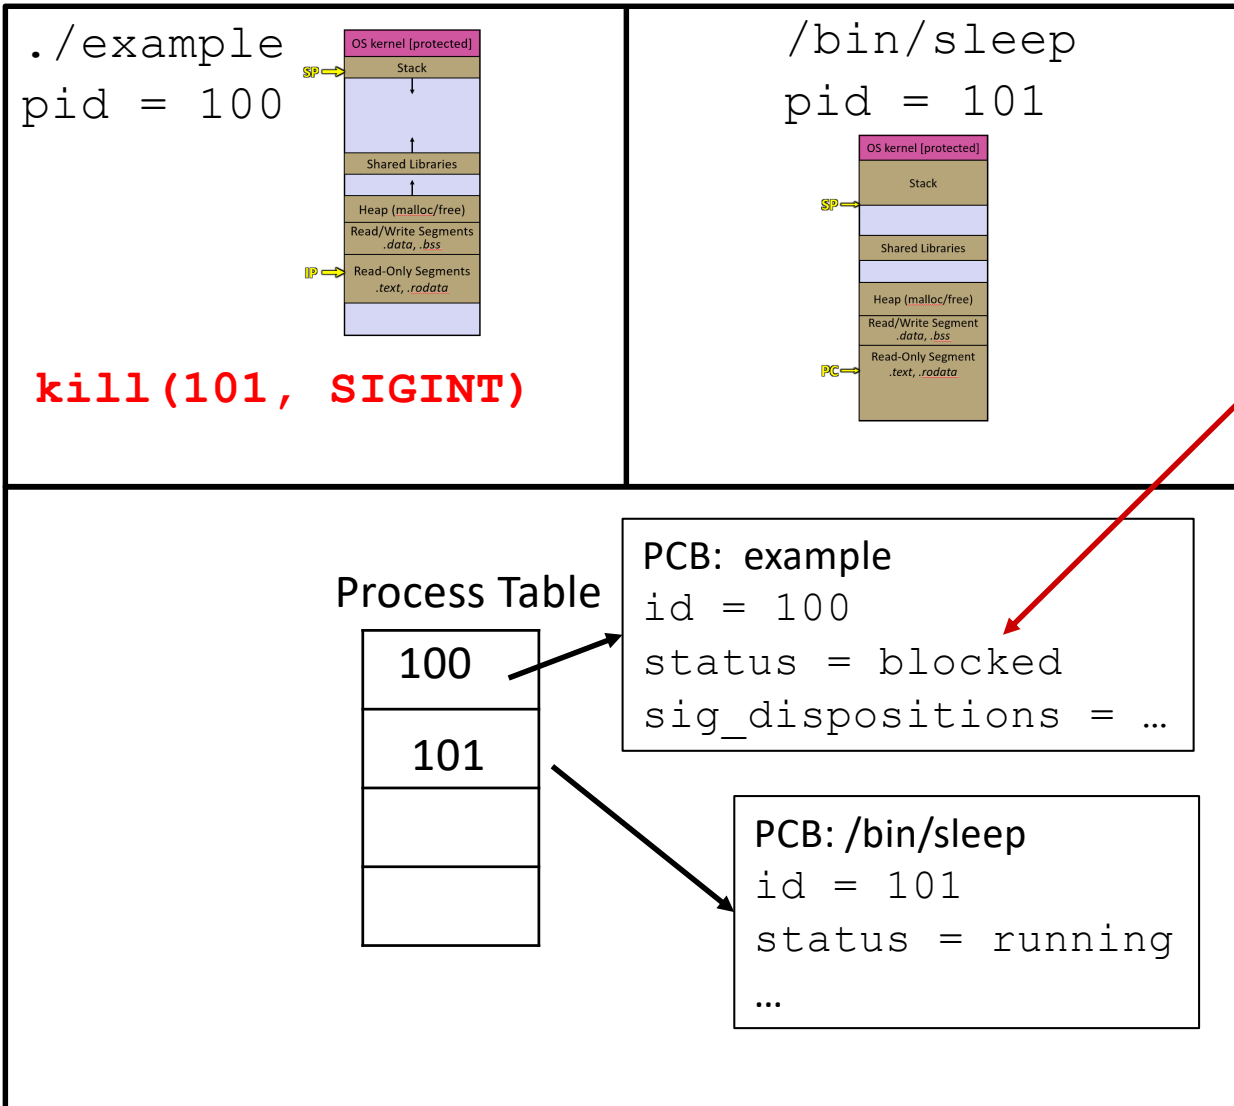 ./example
pid = 100
OS kernel [protected]
Stack
SP
Shared Libraries
Heap (malloc/free)
Read/Write Segments
.data, .bss
IP
Read-Only Segments
.text, .rodata
kill(101, SIGINT)
/bin/sleep
pid = 101
OS kernel [protected]
Stack
SP
Shared Libraries
Heap (malloc/free)
Read/Write Segment
.data, .bss
PC
Read-Only Segment
.text, .rodata
Process Table
100
101
PCB: example
id = 100
status = blocked
sig_dispositions = …
PCB: /bin/sleep
id = 101
status = running
…